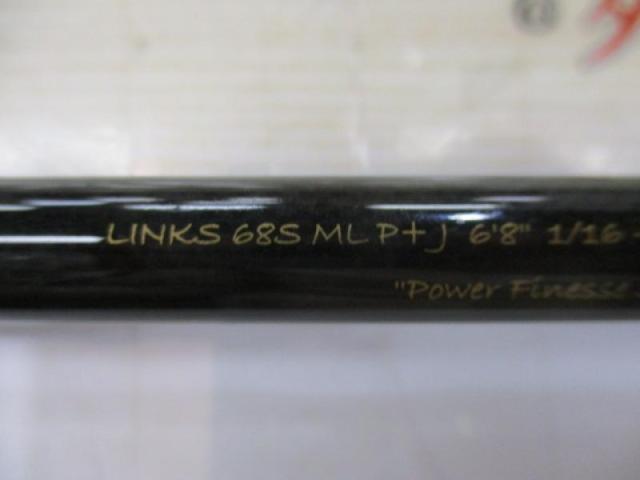 LINKS 68S ML P+J 6'8" 1/16 -
"Power Finesse